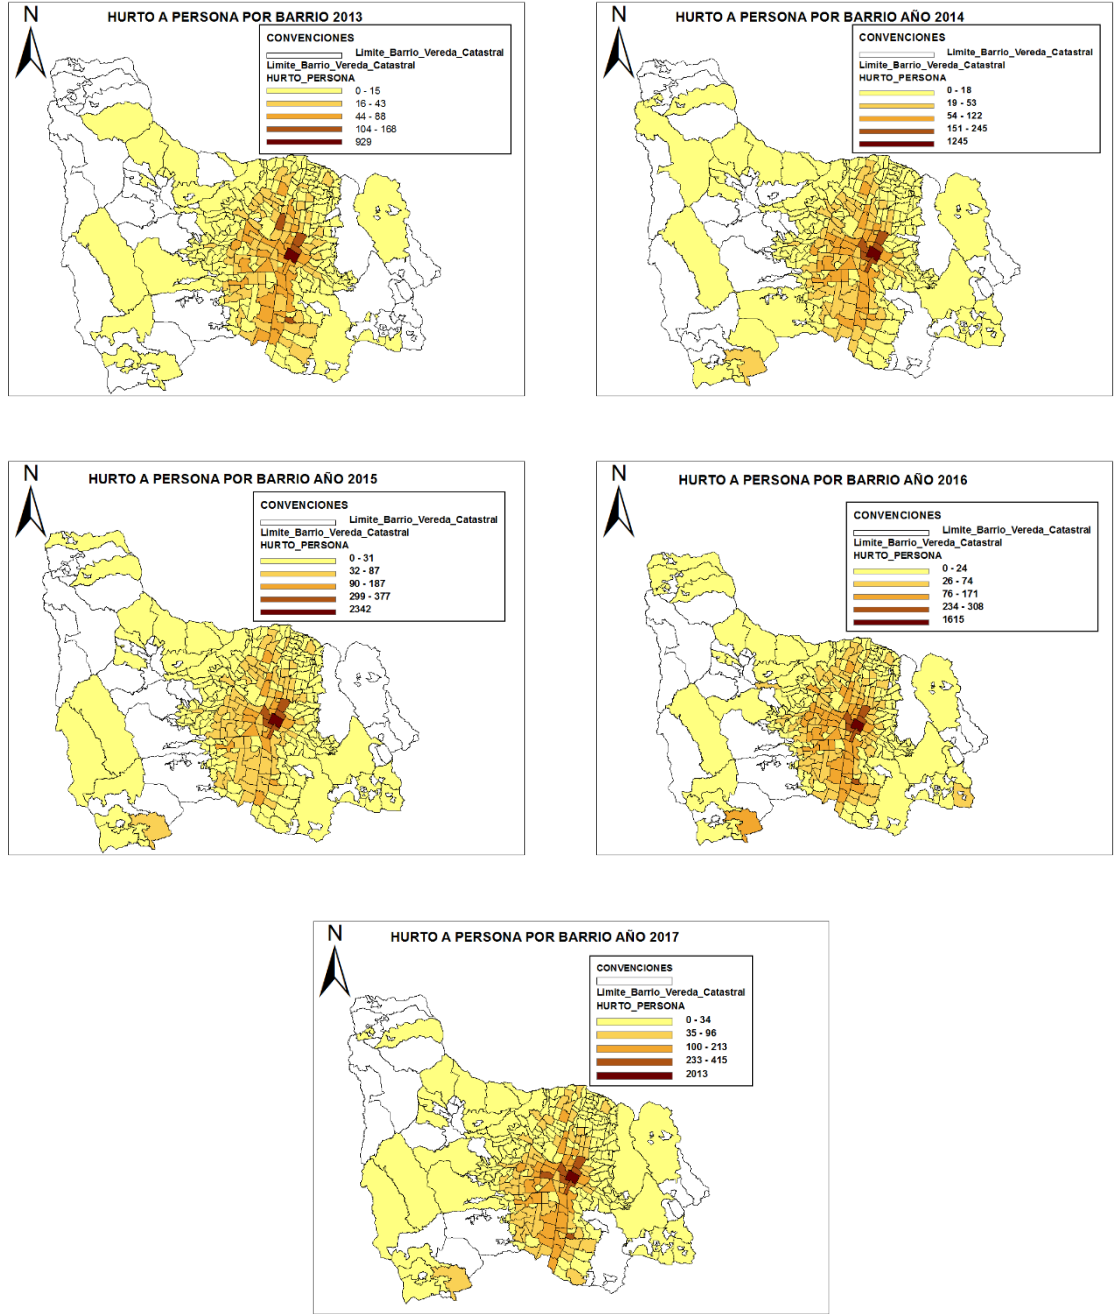 N
HURTO A PERSONA POR BARRIO 2013
CONVENCIONES
Limite_Barrio_Vereda_Catastral
Limite_Barrio_Vereda_Catastral
HURTO_PERSONA
0 - 15
16 - 43
44 - 88
104 - 168
929
N
HURTO A PERSONA POR BARRIO AÑO 2014
CONVENCIONES
Limite_Barrio_Vereda_Catastral
Limite_Barrio_Vereda_Catastral
HURTO_PERSONA
0 - 18
19 - 53
54 - 122
151 - 245
1245
N
HURTO A PERSONA POR BARRIO AÑO 2015
CONVENCIONES
Limite_Barrio_Vereda_Catastral
Limite_Barrio_Vereda_Catastral
HURTO_PERSONA
0 - 31
32 - 87
90 - 187
299 - 377
2342
N
HURTO A PERSONA POR BARRIO AÑO 2016
CONVENCIONES
Limite_Barrio_Vereda_Catastral
Limite_Barrio_Vereda_Catastral
HURTO_PERSONA
0 - 24
26 - 74
76 - 171
234 - 308
1615
N
HURTO A PERSONA POR BARRIO AÑO 2017
CONVENCIONES
Limite_Barrio_Vereda_Catastral
HURTO_PERSONA
0 - 34
35 - 96
100 - 213
233 - 415
2013